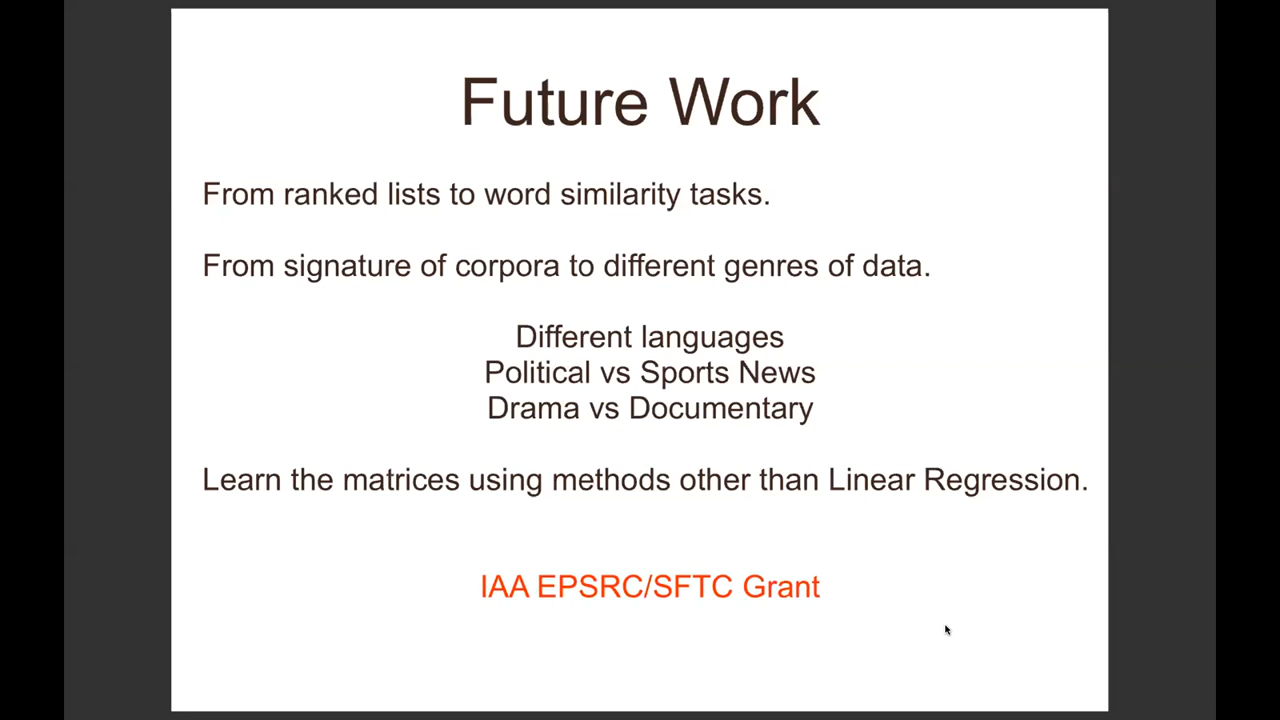 Future Work
From ranked lists to word similarity tasks.
From signature of corpora to different genres of data.
Different languages
Political vs Sports News
Drama vs Documentary
Learn the matrices using methods other than Linear Regression.
IAA EPSRC/SFTC Grant